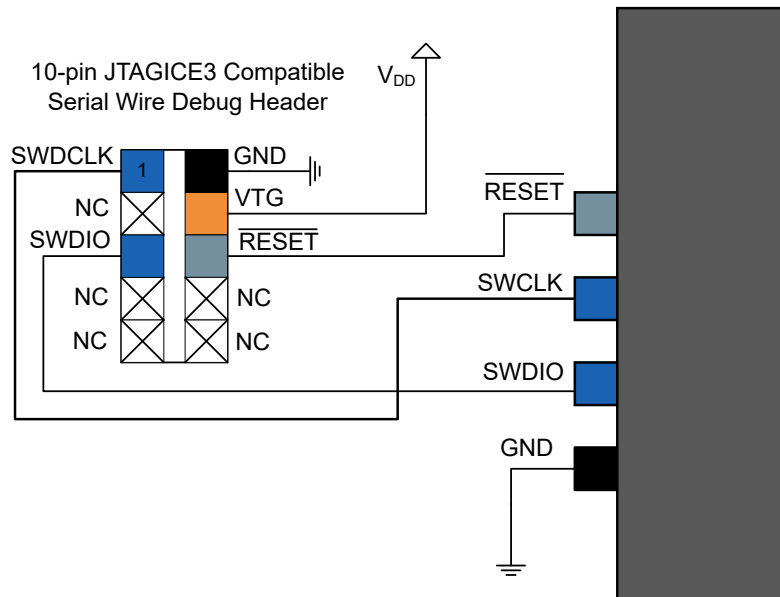 10-pin JTAGICE3 Compatible
Serial Wire Debug Header
VDD
SWDCLK
1
GND
NC
VTG
SWDIO
RESET
NC
NC
NC
NC
RESET
SWCLK
SWDIO
GND